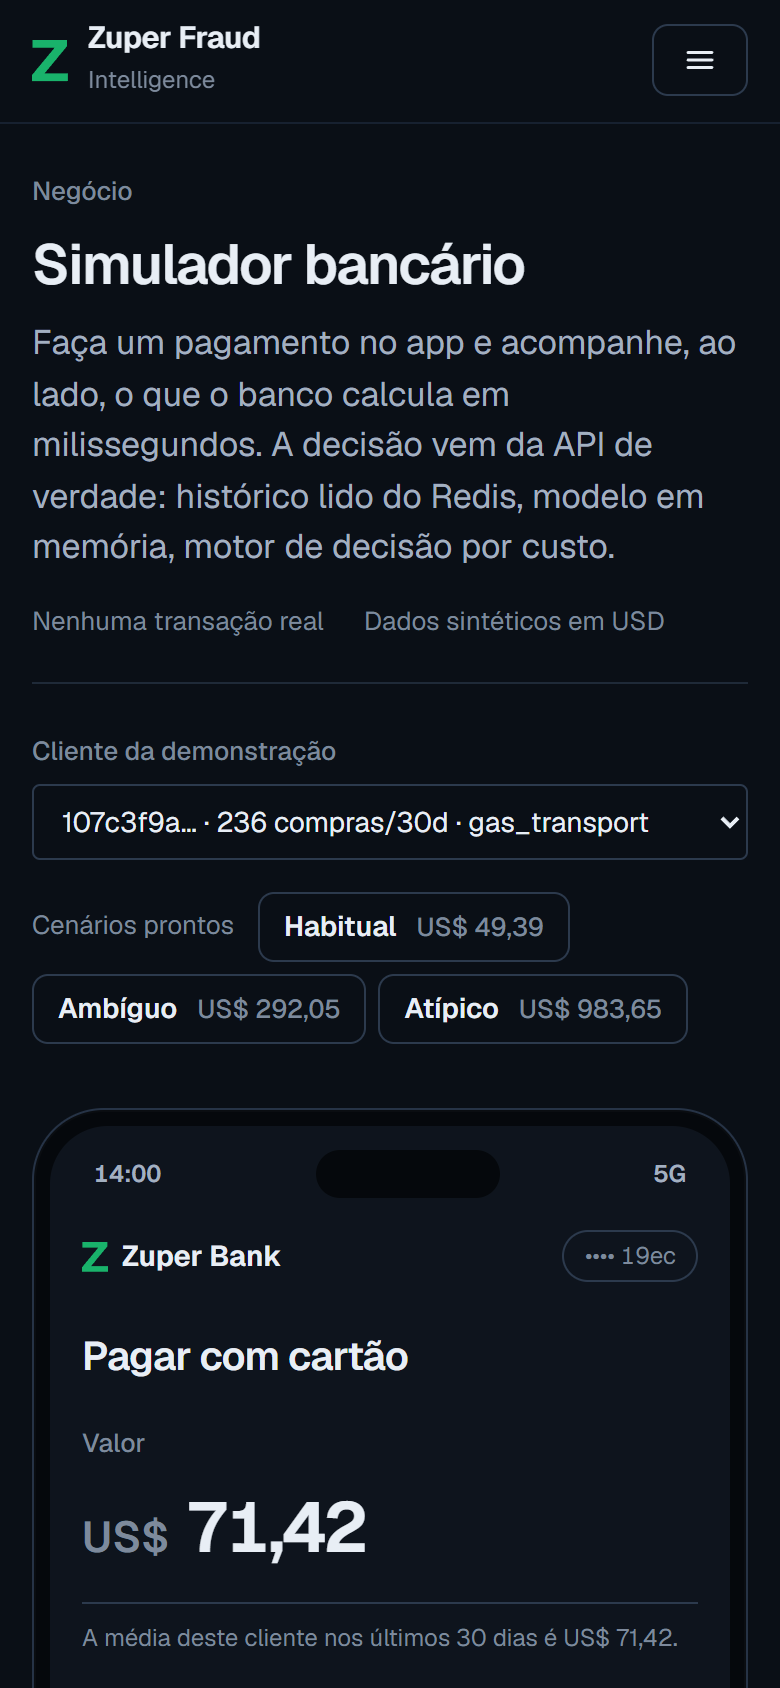 Zuper Fraud
Intelligence
Negócio
Simulador bancário
Faça um pagamento no app e acompanhe, ao
lado, o que o banco calcula em
milissegundos. A decisão vem da API de
verdade: histórico lido do Redis, modelo em
memória, motor de decisão por custo.
Nenhuma transação real Dados sintéticos em USD
Cliente da demonstração
107c3f9a... · 236 compras/30d · gas_transport
Cenários prontos Habitual US$ 49,39
Ambíguo US$ 292,05 Atípico US$ 983,65
14:00 5G
Z Zuper Bank •••• 19ec
Pagar com cartão
Valor
US$ 71,42
A média deste cliente nos últimos 30 dias é US$ 71,42.